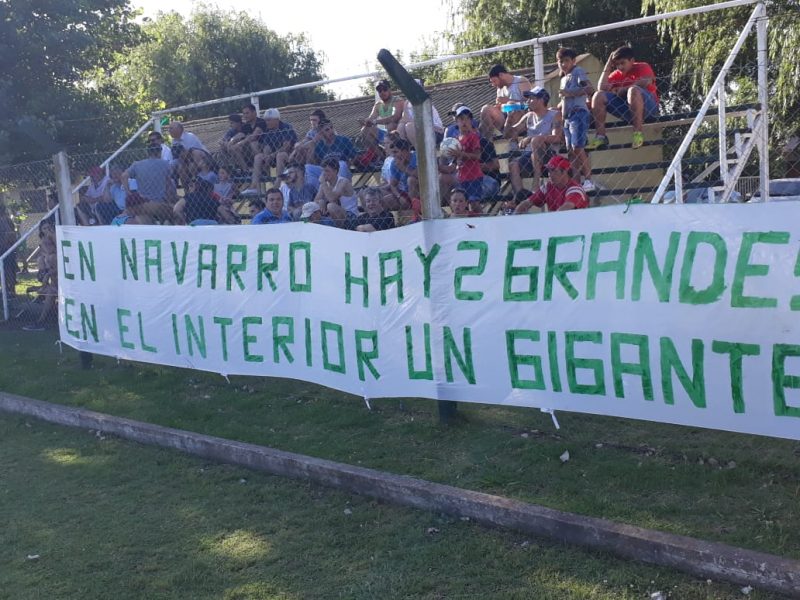 EN NAVARRO HAY 2 GRANDES
EN EL INTERIOR UN GIGANTE